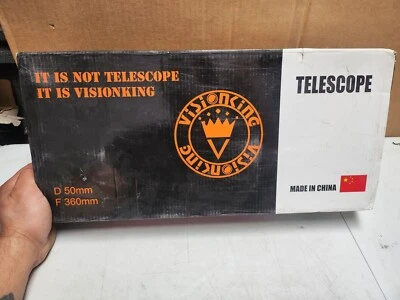 IT IS NOT TELESCOPE
IT IS VISIONKING
VISIONKING
VISIONKING
D 50mm
F 360mm
TELESCOPE
MADE IN CHINA